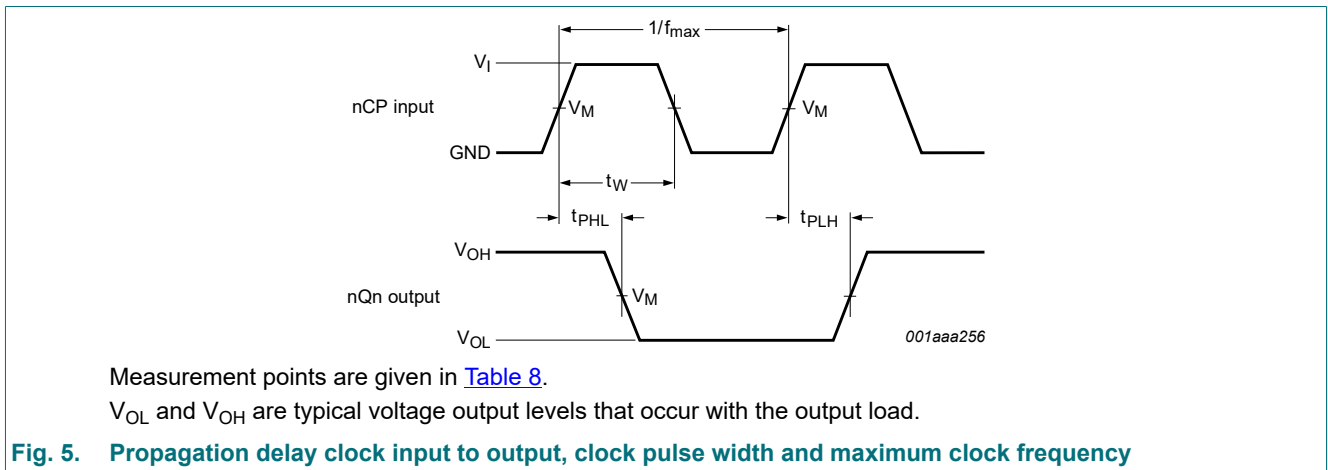 1/fmax
VI
nCP input
VM
VM
GND
tW
tPHL
tPLH
VOH
nQn output
VM
VOL
001aaa256
Measurement points are given in Table 8.
VOL and VOH are typical voltage output levels that occur with the output load.
Fig. 5. Propagation delay clock input to output, clock pulse width and maximum clock frequency